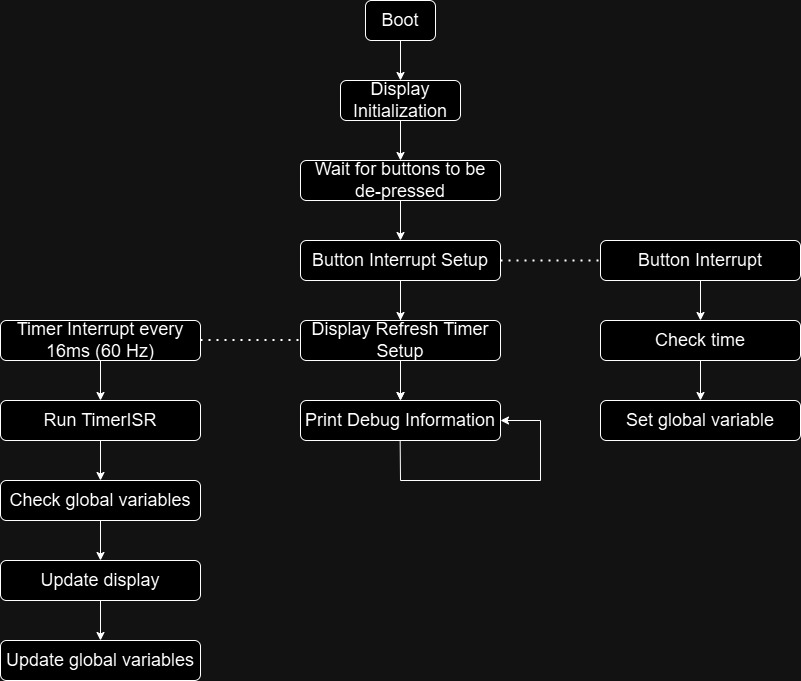 Boot
Display
Initialization
Wait for buttons to be
de-pressed
Button Interrupt Setup
Button Interrupt
Timer Interrupt every
16ms (60 Hz)
Display Refresh Timer
Setup
Check time
Run TimerISR
Print Debug Information
Set global variable
Check global variables
Update display
Update global variables